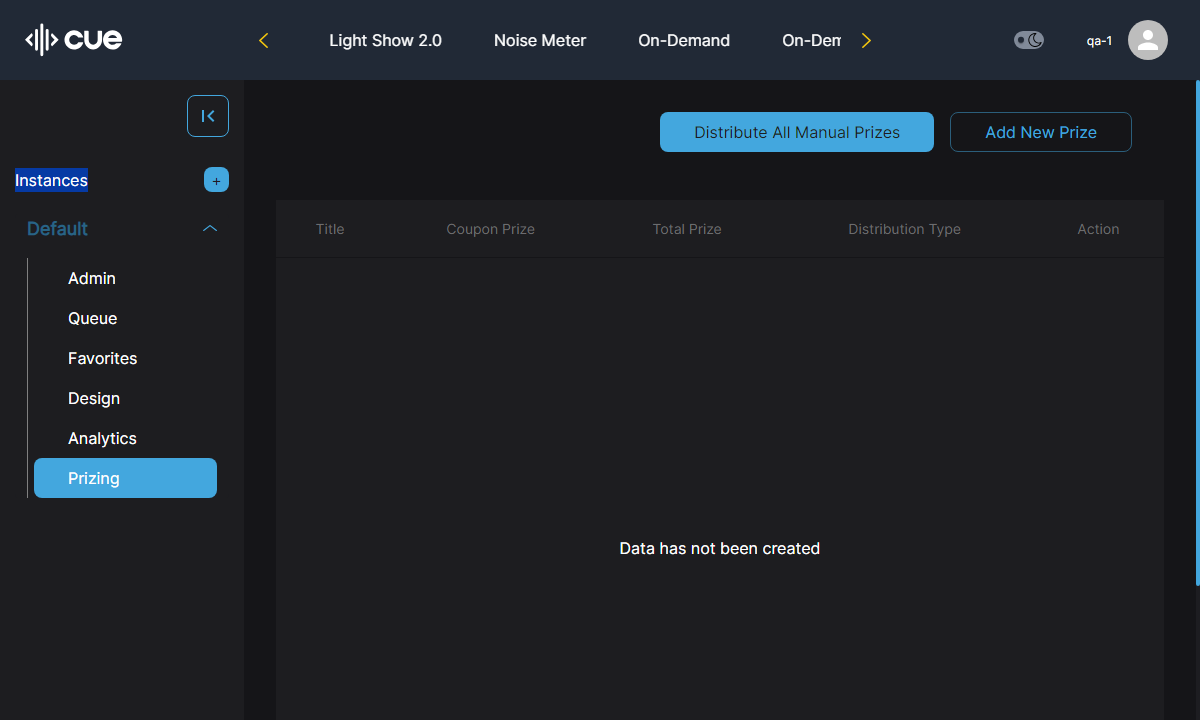 cue
Light Show 2.0
Noise Meter
On-Demand
On-Dem
qa-1
Distribute All Manual Prizes
Add New Prize
Instances
+
Default
Admin
Queue
Favorites
Design
Analytics
Prizing
Title
Coupon Prize
Total Prize
Distribution Type
Action
Data has not been created